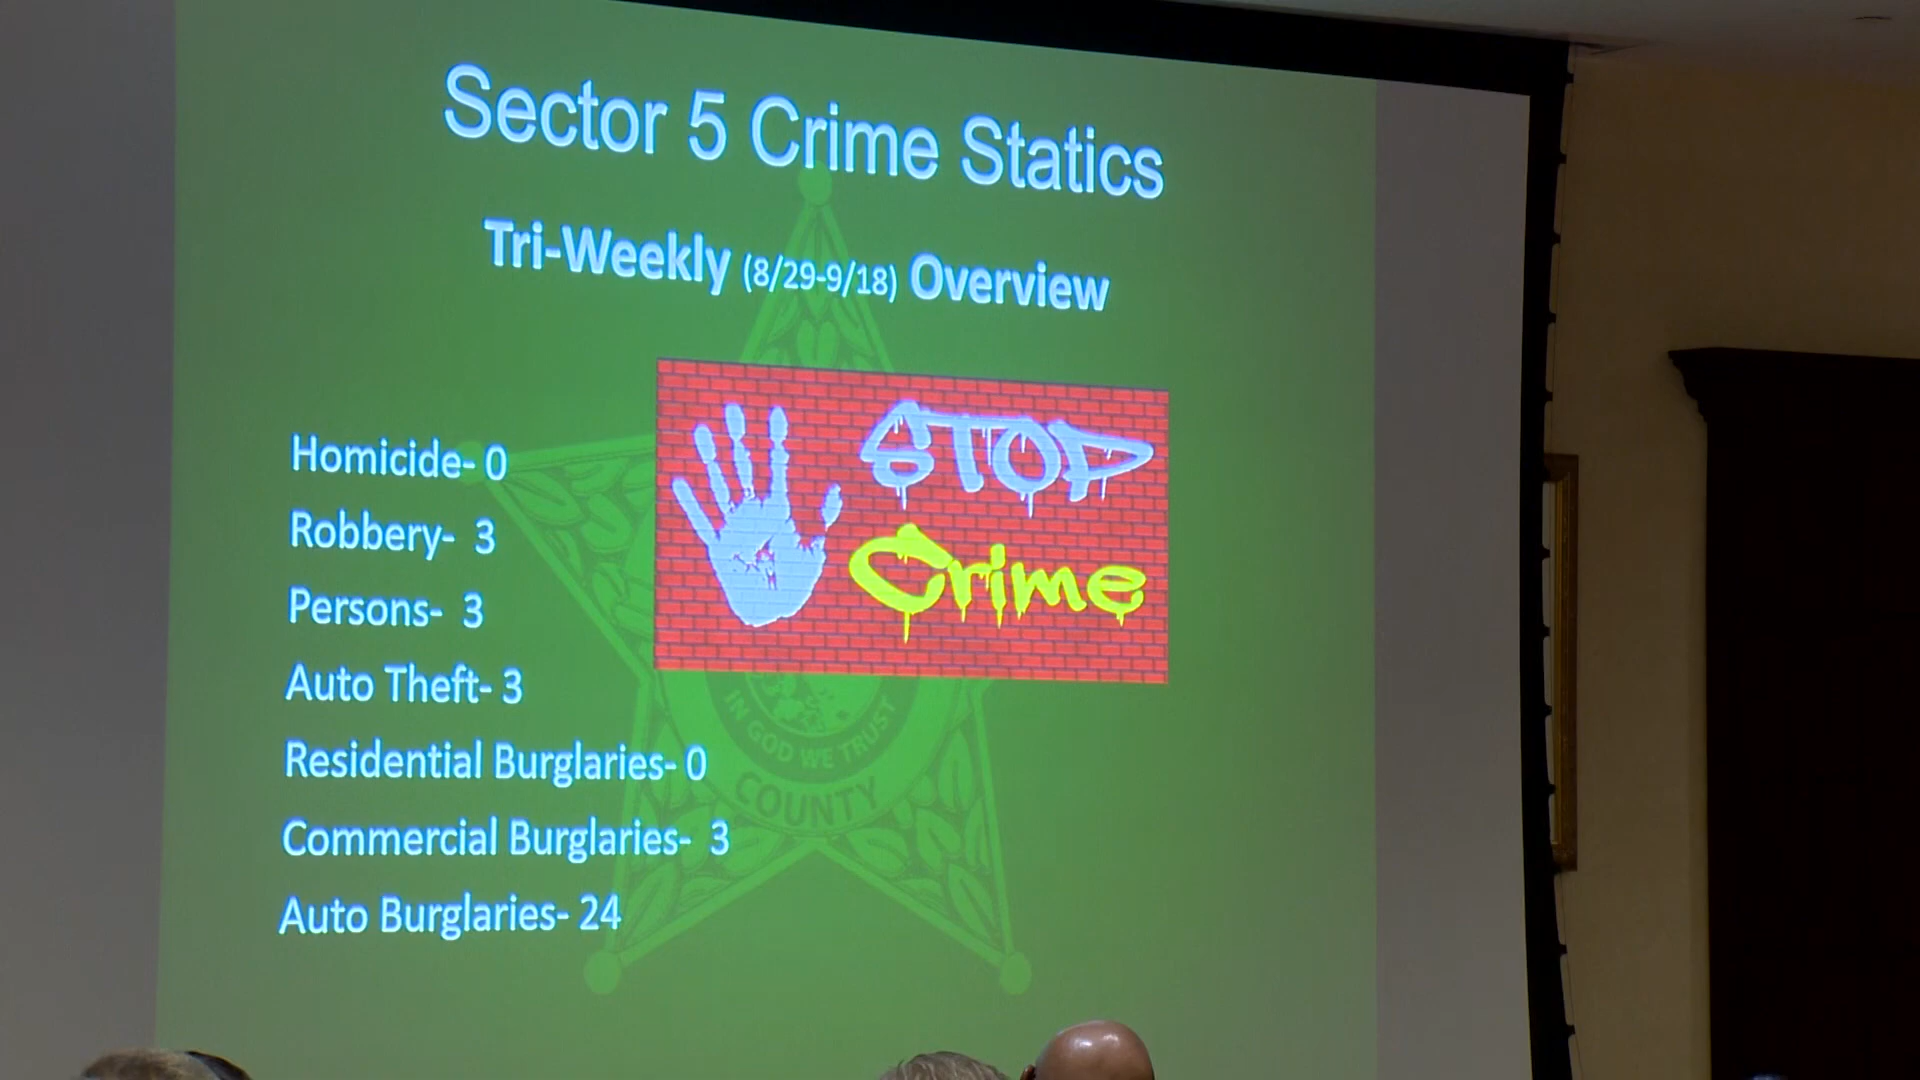 Sector 5 Crime Statics
Tri-Weekly (8/29-9/18) Overview
STOP
Crime
Homicide- 0
Robbery- 3
Persons- 3
Auto Theft- 3
Residential Burglaries- 0
Commercial Burglaries- 3
Auto Burglaries- 24
IN GOD WE TRUST
COUNTY